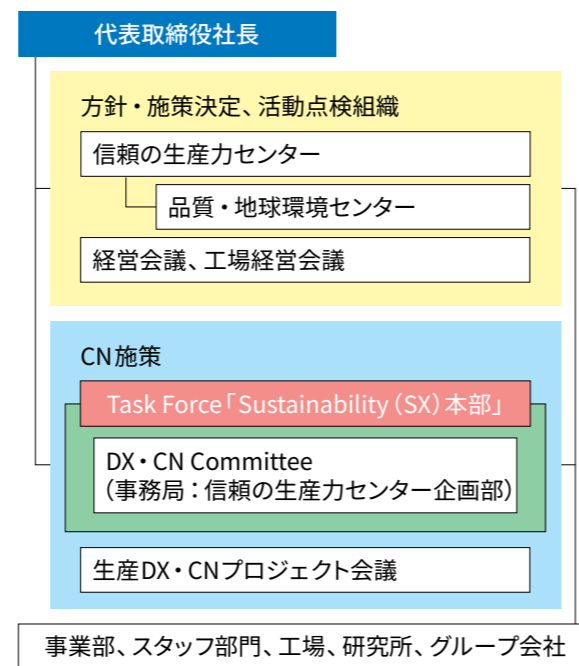 代表取締役社長
方針・施策決定、活動点検組織
信頼の生産力センター
品質・地球環境センター
経営会議、工場経営会議
CN施策
Task Force「Sustainability（SX）本部」
DX・CN Committee
（事務局：信頼の生産力センター企画部）
生産DX・CNプロジェクト会議
事業部、スタッフ部門、工場、研究所、グループ会社